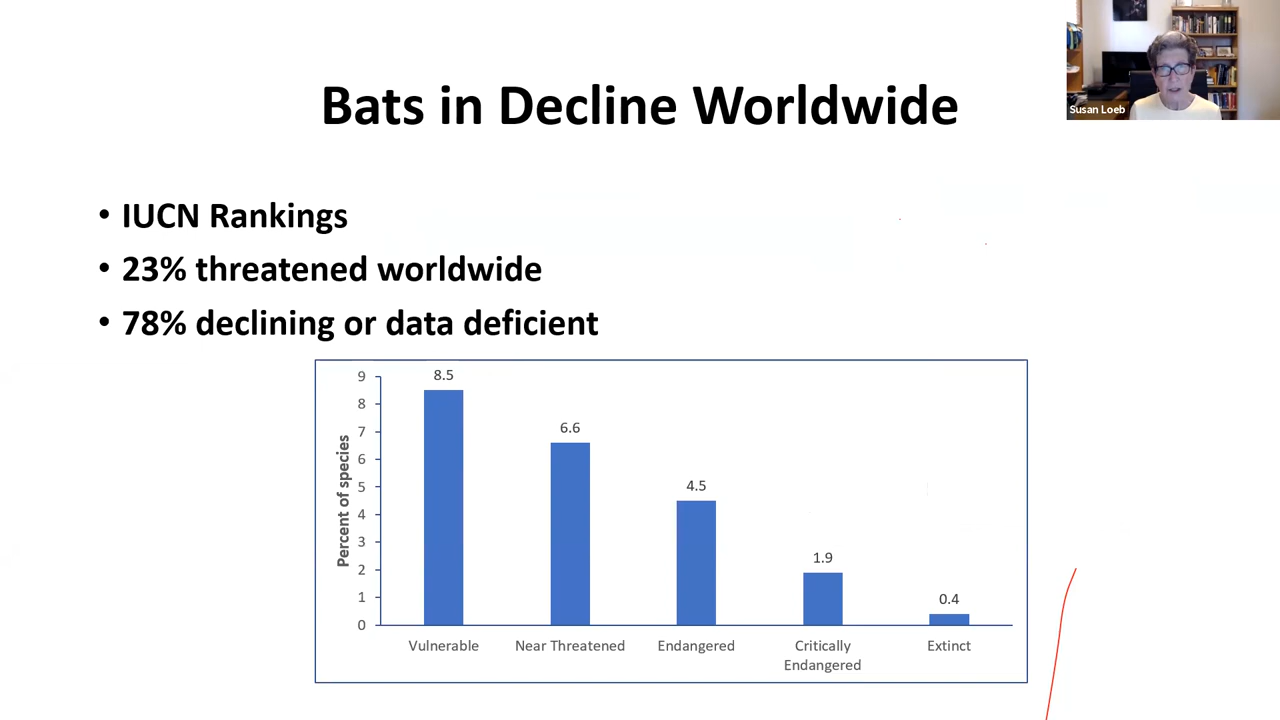 Bats in Decline Worldwide
Susan Loeb
• IUCN Rankings
• 23% threatened worldwide
• 78% declining or data deficient
Percent of species
9
8
7
6
5
4
3
2
1
0
8.5
6.6
4.5
1.9
0.4
Vulnerable
Near Threatened
Endangered
Critically
Endangered
Extinct